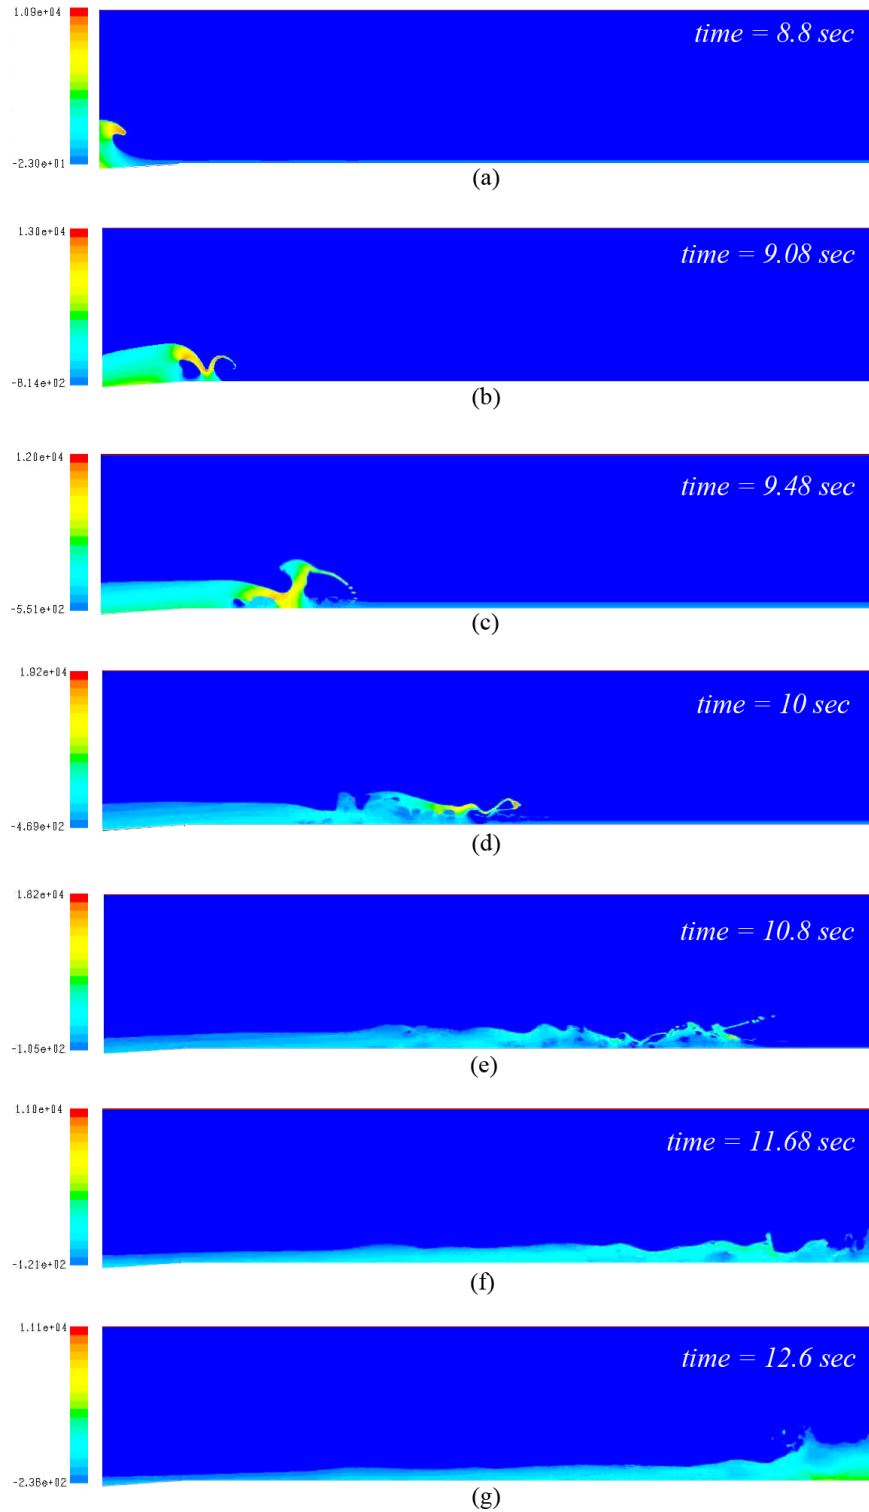 1.09e+04
time = 8.8 sec
-2.30e+01
(a)
1.30e+04
time = 9.08 sec
-8.14e+02
(b)
1.20e+04
time = 9.48 sec
-5.51e+02
(c)
1.92e+04
time = 10 sec
-4.69e+02
(d)
1.82e+04
time = 10.8 sec
-1.05e+02
(e)
1.10e+04
time = 11.68 sec
-1.21e+02
(f)
1.11e+04
time = 12.6 sec
-2.36e+02
(g)